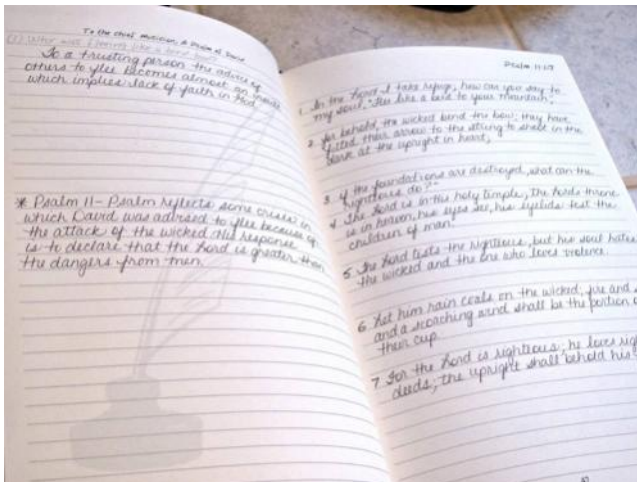 To the Chief Musician, A Psalm of David
(1) Why was fleeing like a bird
To a trusting person the advice of
others to flee becomes almost an insult
which implies lack of faith in God.
* Psalm 11- Psalm reflects some crises in
which David was advised to flee because of
the attack of the wicked. His response
is to declare that the Lord is greater than
the dangers from men.
Psalm 11:1-7
1 In the Lord I take refuge; how can you say to
my soul, "Flee like a bird to your mountain,
2 for behold, the wicked bend the bow; they have
fitted their arrow to the string to shoot in the
dark at the upright in heart;
3 if the foundations are destroyed, what can the
righteous do?"
4 The Lord is in his holy temple; The Lords throne
is in heaven; his eyes see, his eyelids test the
children of man.
5 The Lord tests the righteous, but his soul hates
the wicked and the one who loves violence.
6 Let him rain coals on the wicked; fire and
and a scorching wind shall be the portion of
their cup.
7 For the Lord is righteous; he loves
deeds; the upright shall behold his